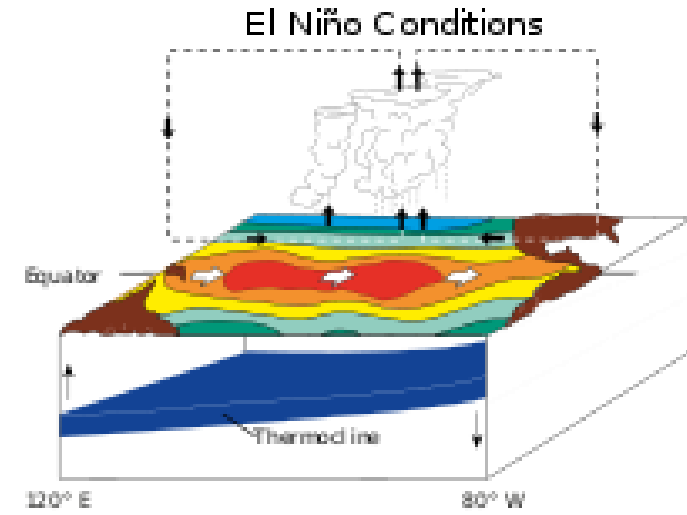 El Niño Conditions
Equator
Thermocline
120° E
80° W